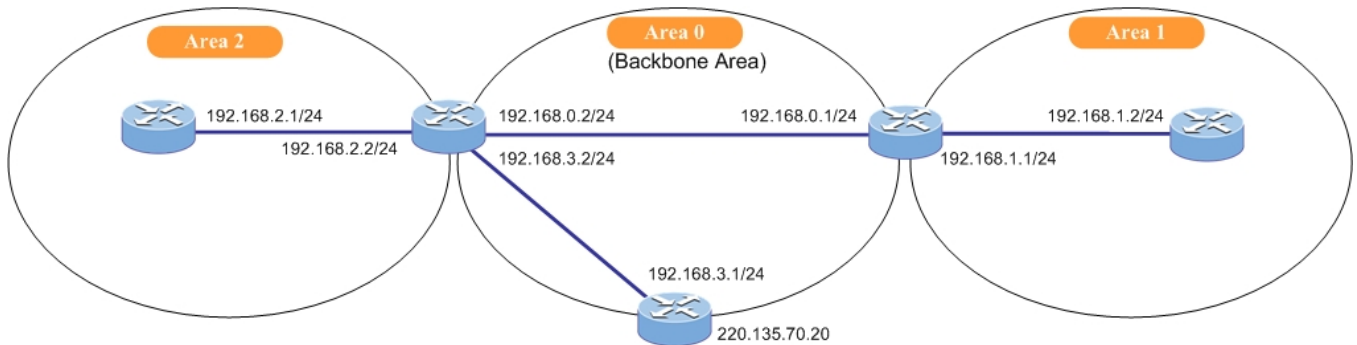 Area 2
Area 0
(Backbone Area)
Area 1
192.168.2.1/24
192.168.2.2/24
192.168.0.2/24
192.168.3.2/24
192.168.0.1/24
192.168.1.1/24
192.168.1.2/24
192.168.3.1/24
220.135.70.20